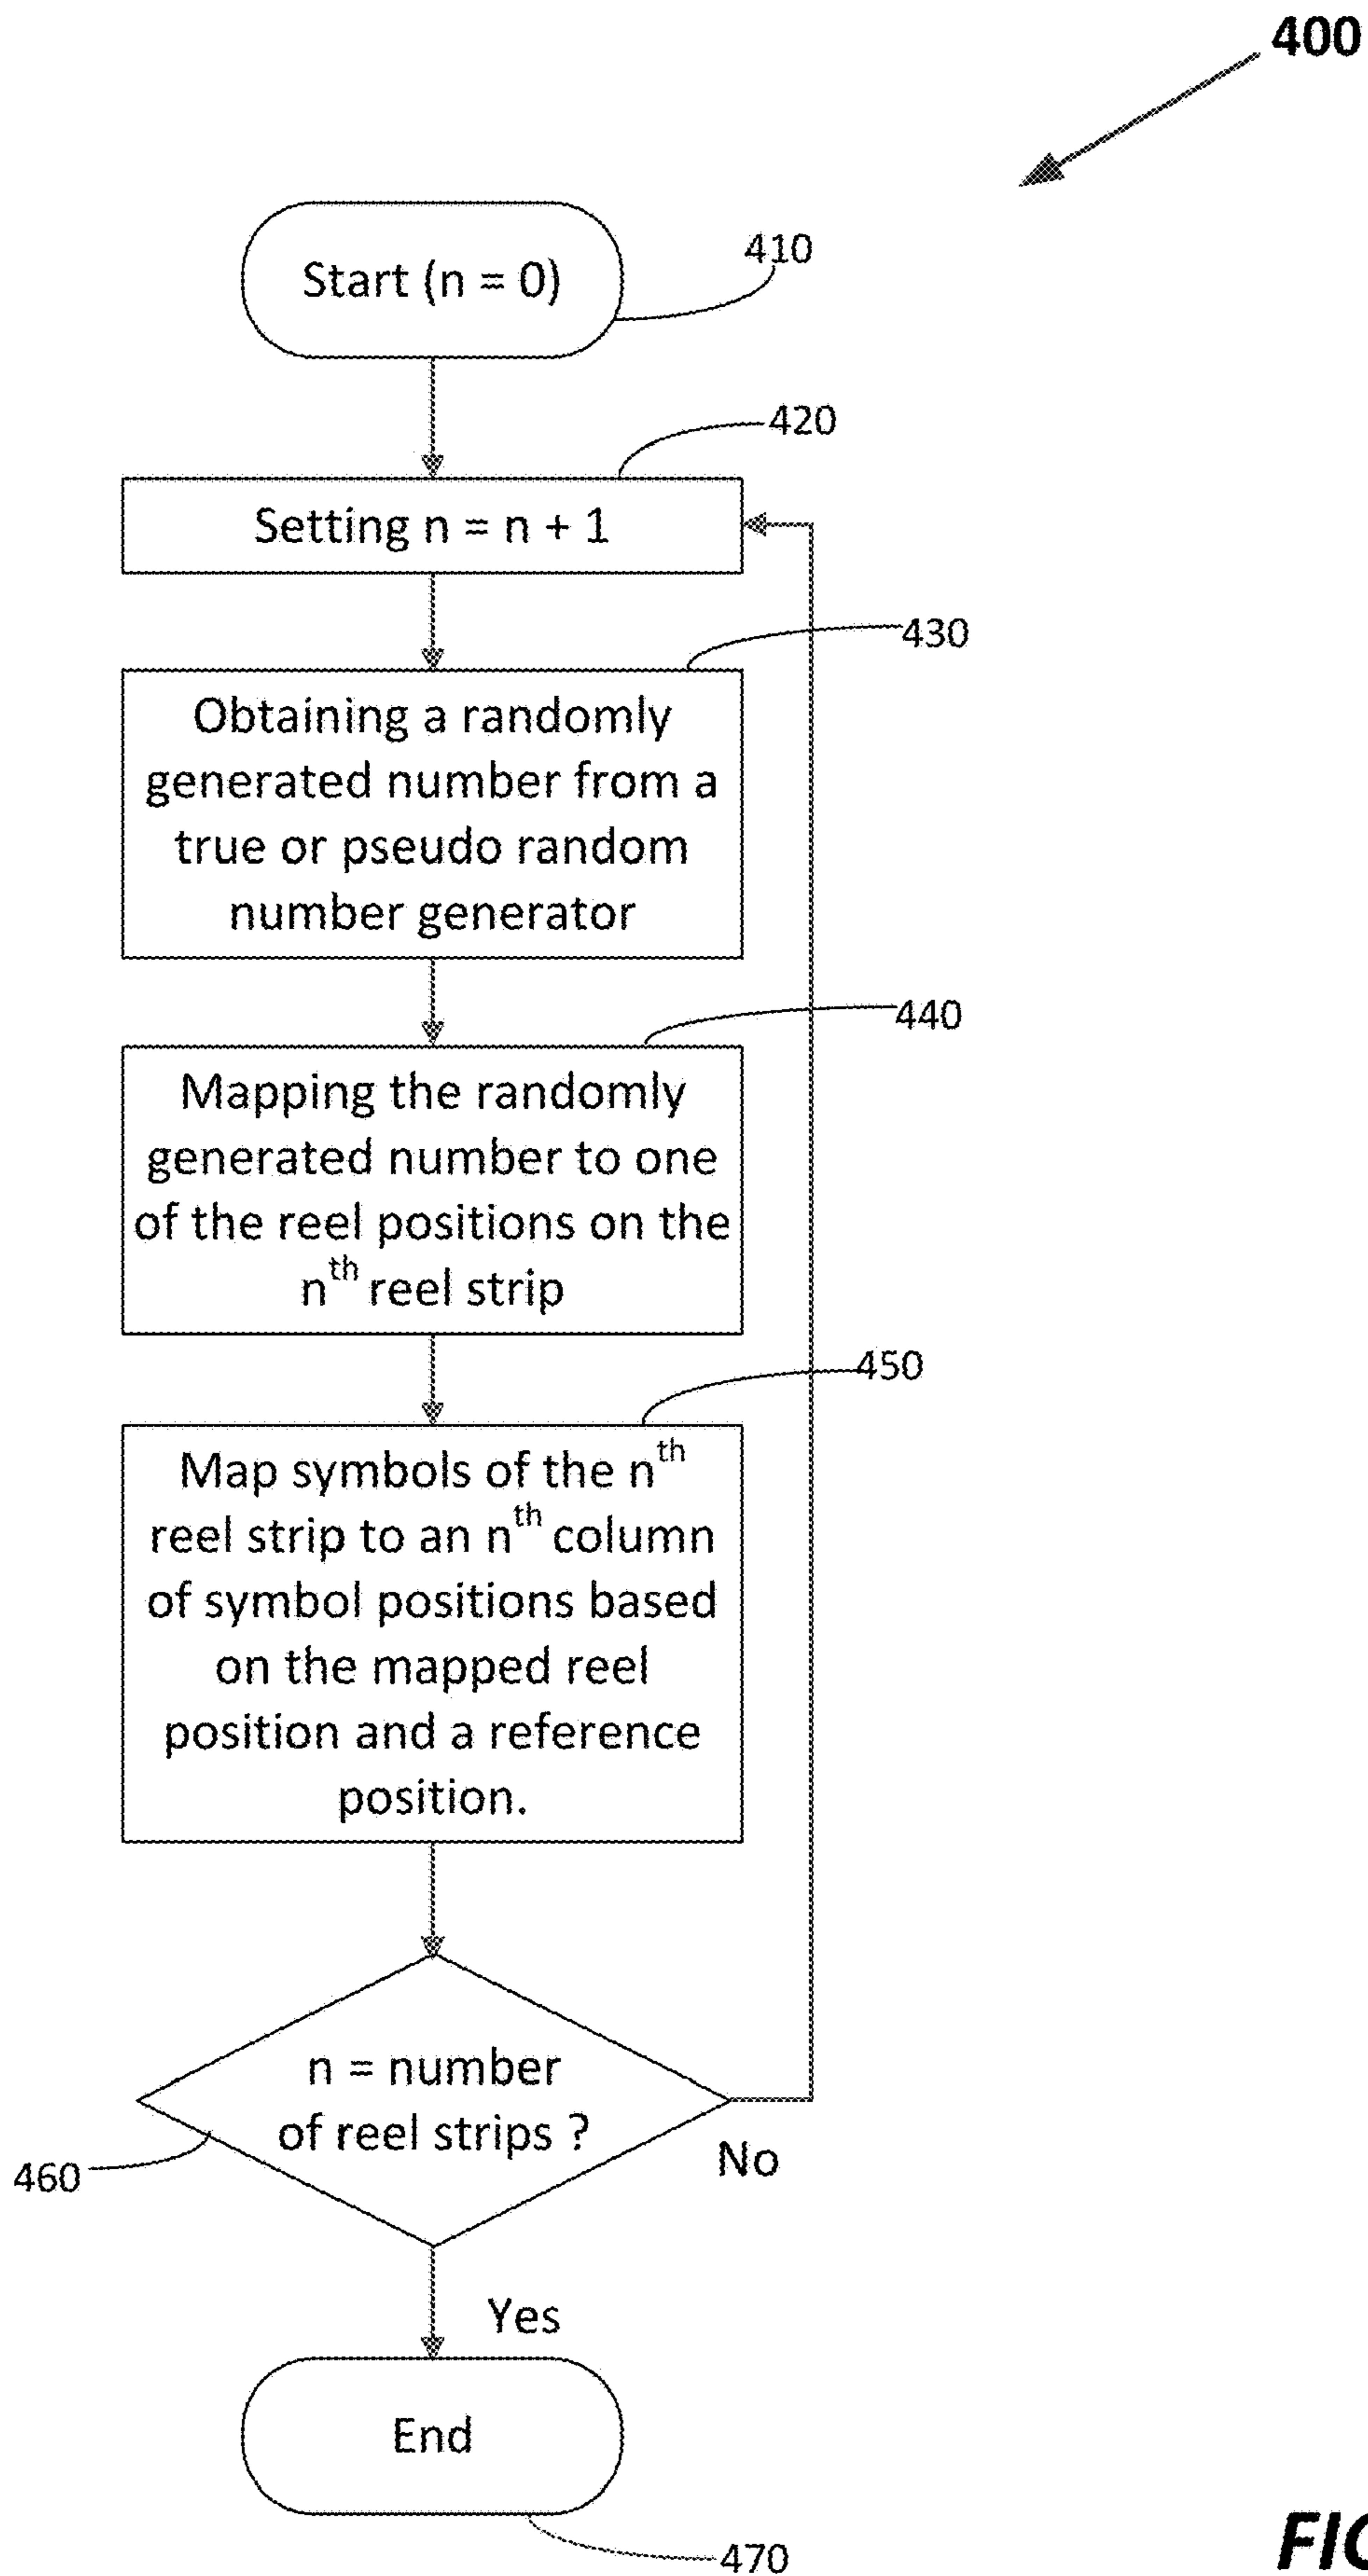 400
Start (n = 0)
410
420
Setting n = n + 1
430
Obtaining a randomly
generated number from a
true or pseudo random
number generator
440
Mapping the randomly
generated number to one
of the reel positions on the
nth reel strip
450
Map symbols of the nth
reel strip to an nth column
of symbol positions based
on the mapped reel
position and a reference
position.
n = number
of reel strips ?
460
No
Yes
End
470